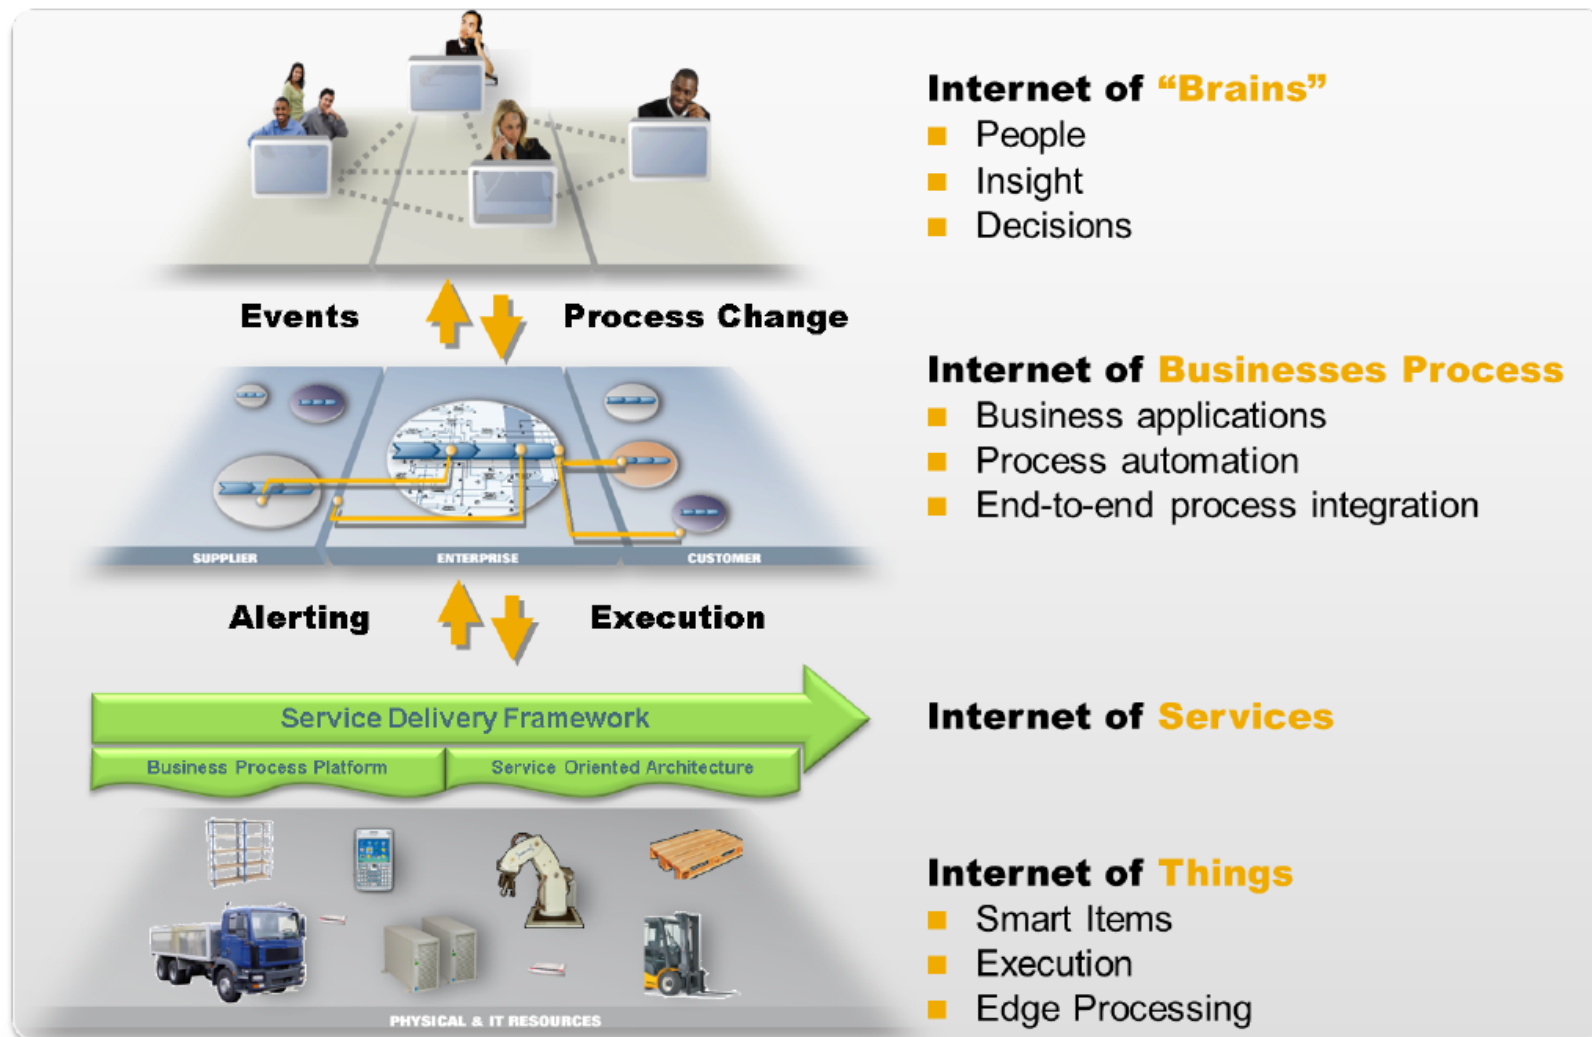 Internet of “Brains”
People
Insight
Decisions
Events
Process Change
Internet of Businesses Process
Business applications
Process automation
End-to-end process integration
SUPPLIER
ENTERPRISE
CUSTOMER
Alerting
Execution
Service Delivery Framework
Business Process Platform
Service Oriented Architecture
Internet of Services
Internet of Things
Smart Items
Execution
Edge Processing
PHYSICAL & IT RESOURCES